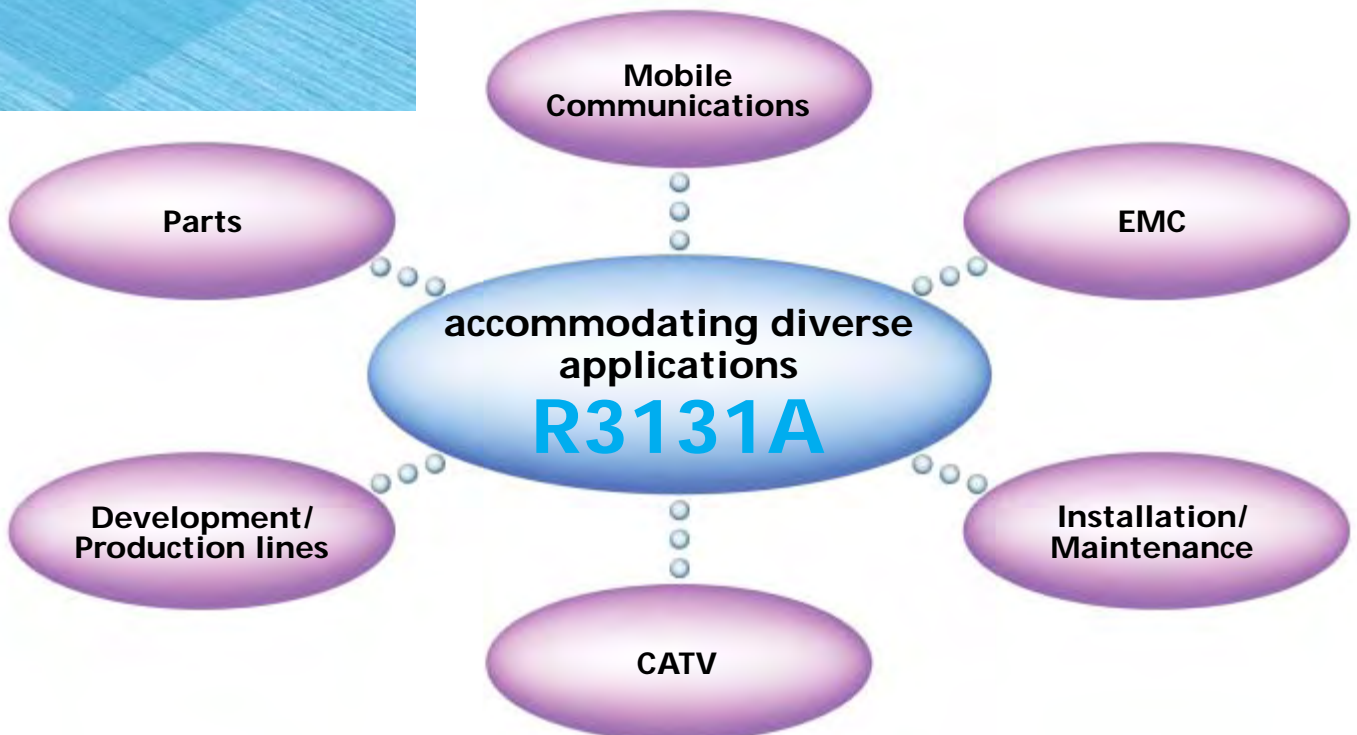 Mobile
Communications
Parts
EMC
accommodating diverse
applications
R3131A
Development/
Production lines
Installation/
Maintenance
CATV